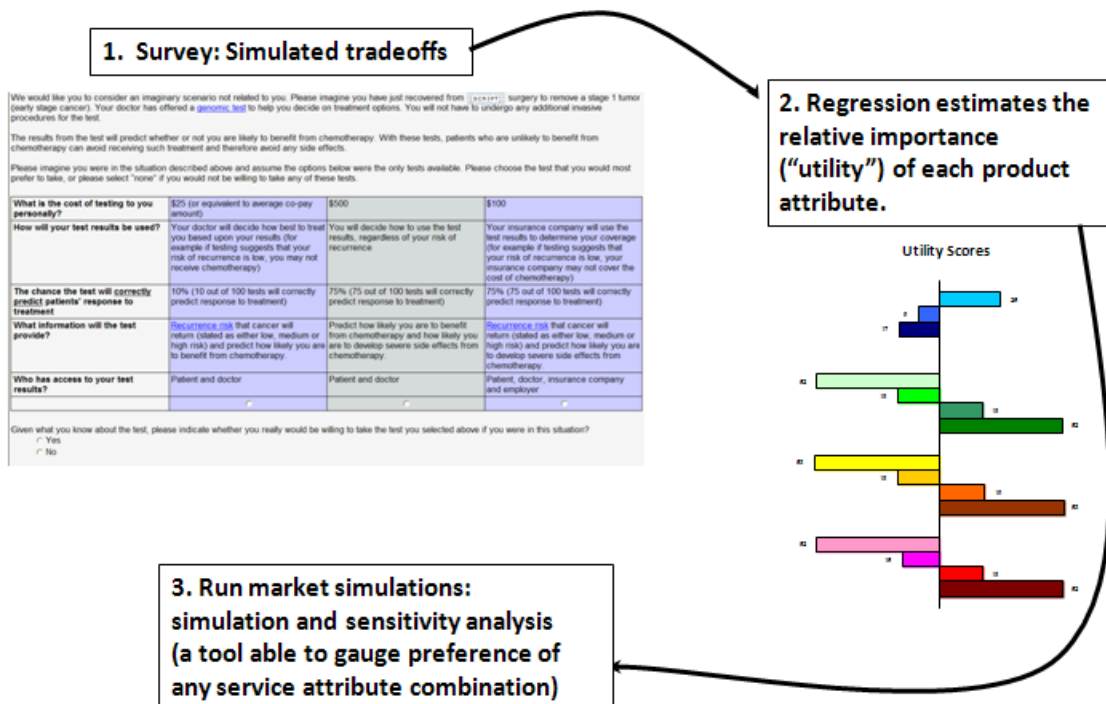 1. Survey: Simulated tradeoffs
We would like you to consider an imaginary scenario not related to you. Please imagine you have just recovered from [SCRIPT] surgery to remove a stage 1 tumor
(early stage cancer). Your doctor has offered a genomic test to help you decide on treatment options. You will not have to undergo any additional invasive
procedures for the test.
The results from the test will predict whether or not you are likely to benefit from chemotherapy. With these tests, patients who are unlikely to benefit from
chemotherapy can avoid receiving such treatment and therefore avoid any side effects.
Please imagine you were in the situation described above and assume the options below were the only tests available. Please choose the test that you would most
prefer to take, or please select "none" if you would not be willing to take any of these tests.
What is the cost of testing to you
personally?
$25 (or equivalent to average co-pay
amount)
$500
$100
How will your test results be used?
Your doctor will decide how best to treat
you based upon your results (for
example if testing suggests that your
risk of recurrence is low, you may not
receive chemotherapy)
You will decide how to use the test
results, regardless of your risk of
recurrence
Your insurance company will use the
test results to determine your coverage
(for example if testing suggests that
your risk of recurrence is low, your
insurance company may not cover the
cost of chemotherapy)
The chance the test will correctly
predict patients' response to
treatment
10% (10 out of 100 tests will correctly
predict response to treatment)
75% (75 out of 100 tests will correctly
predict response to treatment)
75% (75 out of 100 tests will correctly
predict response to treatment)
What information will the test
provide?
Recurrence risk that cancer will
return (stated as either low, medium or
high risk) and predict how likely you are
to benefit from chemotherapy.
Predict how likely you are to benefit
from chemotherapy and how likely you
are to develop severe side effects from
chemotherapy.
Recurrence risk that cancer will
return (stated as either low, medium or
high risk) and predict how likely you are
to develop severe side effects from
chemotherapy.
Who has access to your test
results?
Patient and doctor
Patient and doctor
Patient, doctor, insurance company
and employer
Given what you know about the test, please indicate whether you really would be willing to take the test you selected above if you were in this situation?
Yes
No
2. Regression estimates the
relative importance
("utility") of each product
attribute.
Utility Scores
3. Run market simulations:
simulation and sensitivity analysis
(a tool able to gauge preference of
any service attribute combination)